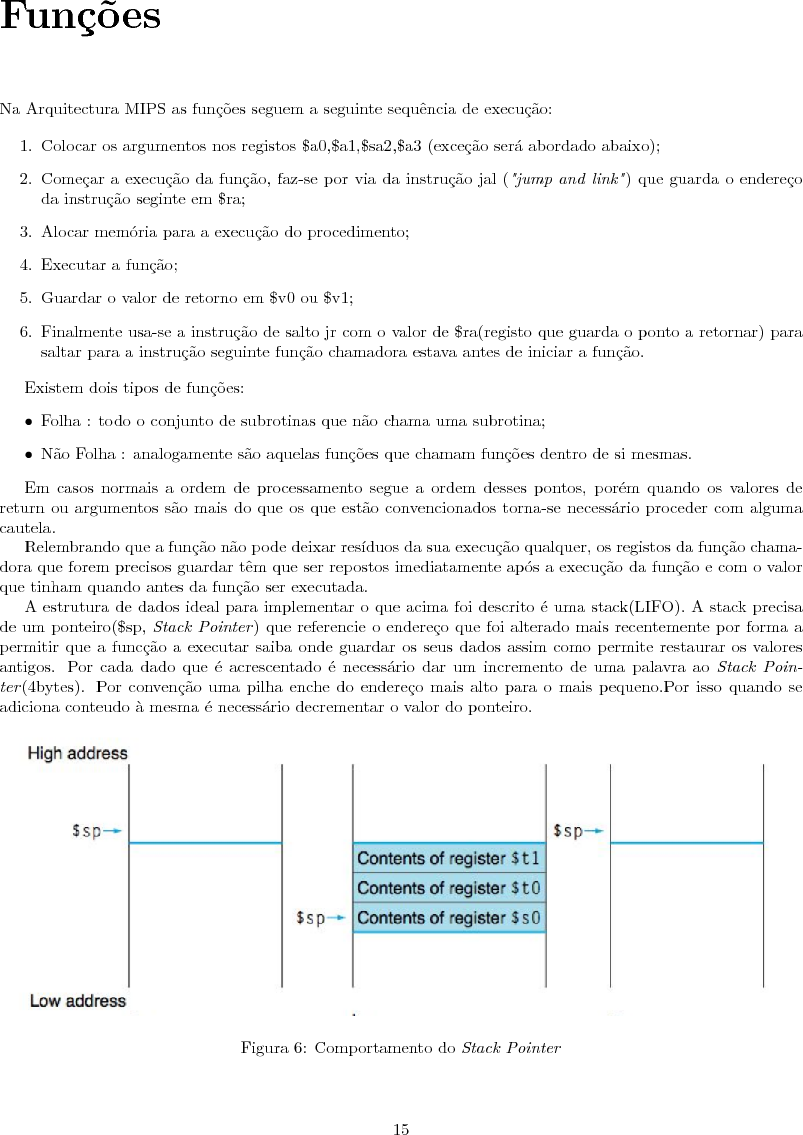 Funções
Na Arquitectura MIPS as funções seguem a seguinte sequência de execução:
1. Colocar os argumentos nos registos $a0,$a1,$sa2,$a3 (exceção será abordado abaixo);
2. Começar a execução da função, faz-se por via da instrução jal ("jump and link") que guarda o endereço
da instrução seginte em $ra;
3. Alocar memória para a execução do procedimento;
4. Executar a função;
5. Guardar o valor de retorno em $v0 ou $v1;
6. Finalmente usa-se a instrução de salto jr com o valor de $ra(registo que guarda o ponto a retornar) para
saltar para a instrução seguinte função chamadora estava antes de iniciar a função.
Existem dois tipos de funções:
• Folha : todo o conjunto de subrotinas que não chama uma subrotina;
• Não Folha : analogamente são aquelas funções que chamam funções dentro de si mesmas.
Em casos normais a ordem de processamento segue a ordem desses pontos, porém quando os valores de
return ou argumentos são mais do que os que estão convencionados torna-se necessário proceder com alguma
cautela.
Relembrando que a função não pode deixar resíduos da sua execução qualquer, os registos da função chama-
dora que forem precisos guardar têm que ser repostos imediatamente após a execução da função e com o valor
que tinham quando antes da função ser executada.
A estrutura de dados ideal para implementar o que acima foi descrito é uma stack(LIFO). A stack precisa
de um ponteiro($sp, Stack Pointer) que referencie o endereço que foi alterado mais recentemente por forma a
permitir que a funcção a executar saiba onde guardar os seus dados assim como permite restaurar os valores
antigos. Por cada dado que é acrescentado é necessário dar um incremento de uma palavra ao Stack Poin-
ter(4bytes). Por convenção uma pilha enche do endereço mais alto para o mais pequeno.Por isso quando se
adiciona conteudo à mesma é necessário decrementar o valor do ponteiro.
High address
$sp
$sp
Contents of register $t1
Contents of register $t0
$sp
Contents of register $s0
Low address
Figura 6: Comportamento do Stack Pointer
15